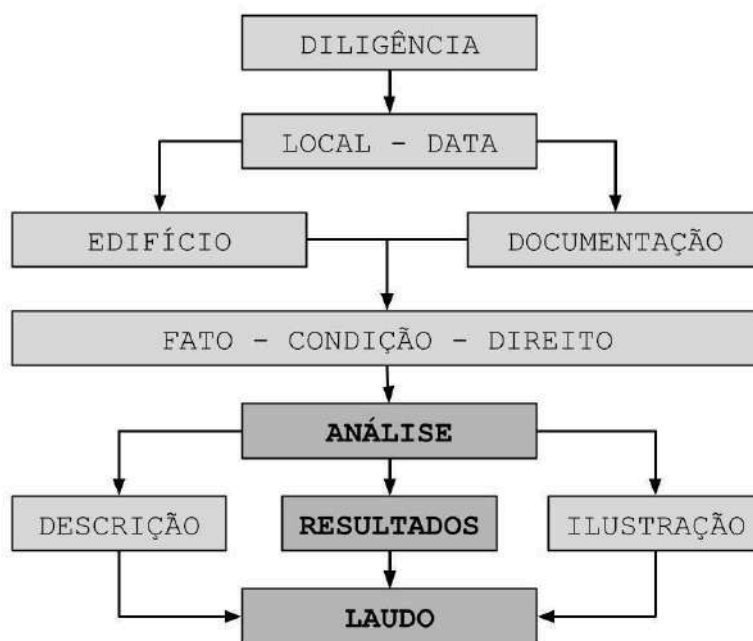 DILIGÊNCIA
LOCAL - DATA
EDIFÍCIO
DOCUMENTAÇÃO
FATO - CONDIÇÃO - DIREITO
ANÁLISE
DESCRIÇÃO
RESULTADOS
ILUSTRAÇÃO
LAUDO